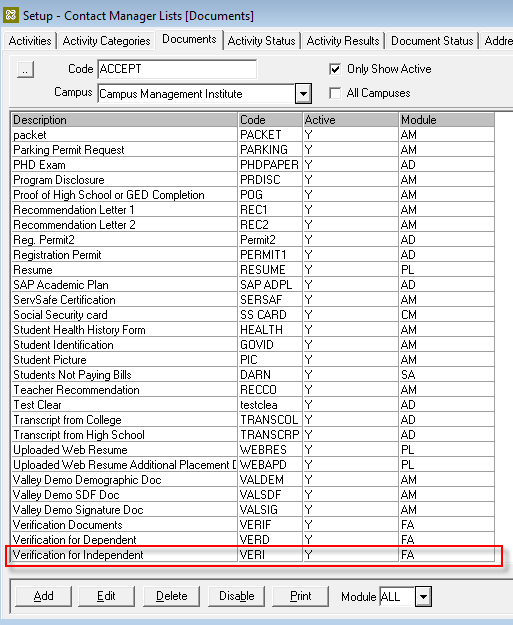 Setup - Contact Manager Lists [Documents]
Activities Activity Categories Documents Activity Status Activity Results Document Status Addre
.. Code ACCEPT Only Show Active
Campus Campus Management Institute All Campuses
Description Code Active Module
packet PACKET Y AM
Parking Permit Request PARKING Y AM
PHD Exam PHDPAPER Y AD
Program Disclosure PRDISC Y AM
Proof of High School or GED Completion POG Y AM
Recommendation Letter 1 REC1 Y AM
Recommendation Letter 2 REC2 Y AM
Reg. Permit2 Permit2 Y AD
Registration Permit PERMIT1 Y AD
Resume RESUME Y PL
SAP Academic Plan SAP ADPL Y AD
ServSafe Certification SERSAF Y AM
Social Security card SS CARD Y CM
Student Health History Form HEALTH Y AM
Student Identification GOVID Y AM
Student Picture PIC Y AM
Students Not Paying Bills DARN Y SA
Teacher Recommendation RECCO Y AM
Test Clear testclea Y AD
Transcript from College TRANSCOL Y AD
Transcript from High School TRANSCRP Y AD
Uploaded Web Resume WEBRES Y PL
Uploaded Web Resume Additional Placement D WEBAPD Y PL
Valley Demo Demographic Doc VALDEM Y AM
Valley Demo SDF Doc VALSDF Y AM
Valley Demo Signature Doc VALSIG Y AM
Verification Documents VERIF Y FA
Verification for Dependent VERD Y FA
Verification for Independent VERI Y FA
Add Edit Delete Disable Print Module ALL